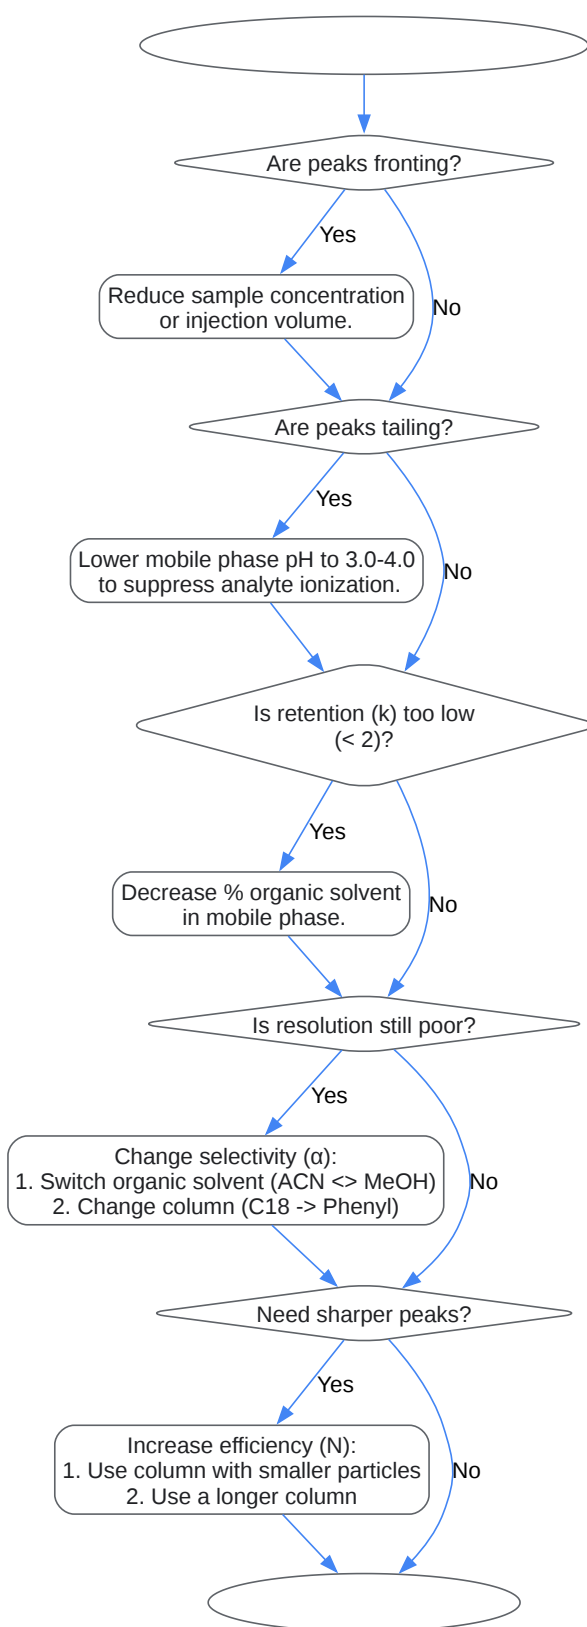 Are peaks fronting?
Yes
Reduce sample concentration
or injection volume.
No
Are peaks tailing?
Yes
Lower mobile phase pH to 3.0-4.0
to suppress analyte ionization.
No
Is retention (k) too low
(< 2)?
Yes
Decrease % organic solvent
in mobile phase.
No
Is resolution still poor?
Yes
Change selectivity (α):
1. Switch organic solvent (ACN <> MeOH)
2. Change column (C18 -> Phenyl)
No
Need sharper peaks?
Yes
Increase efficiency (N):
1. Use column with smaller particles
2. Use a longer column
No